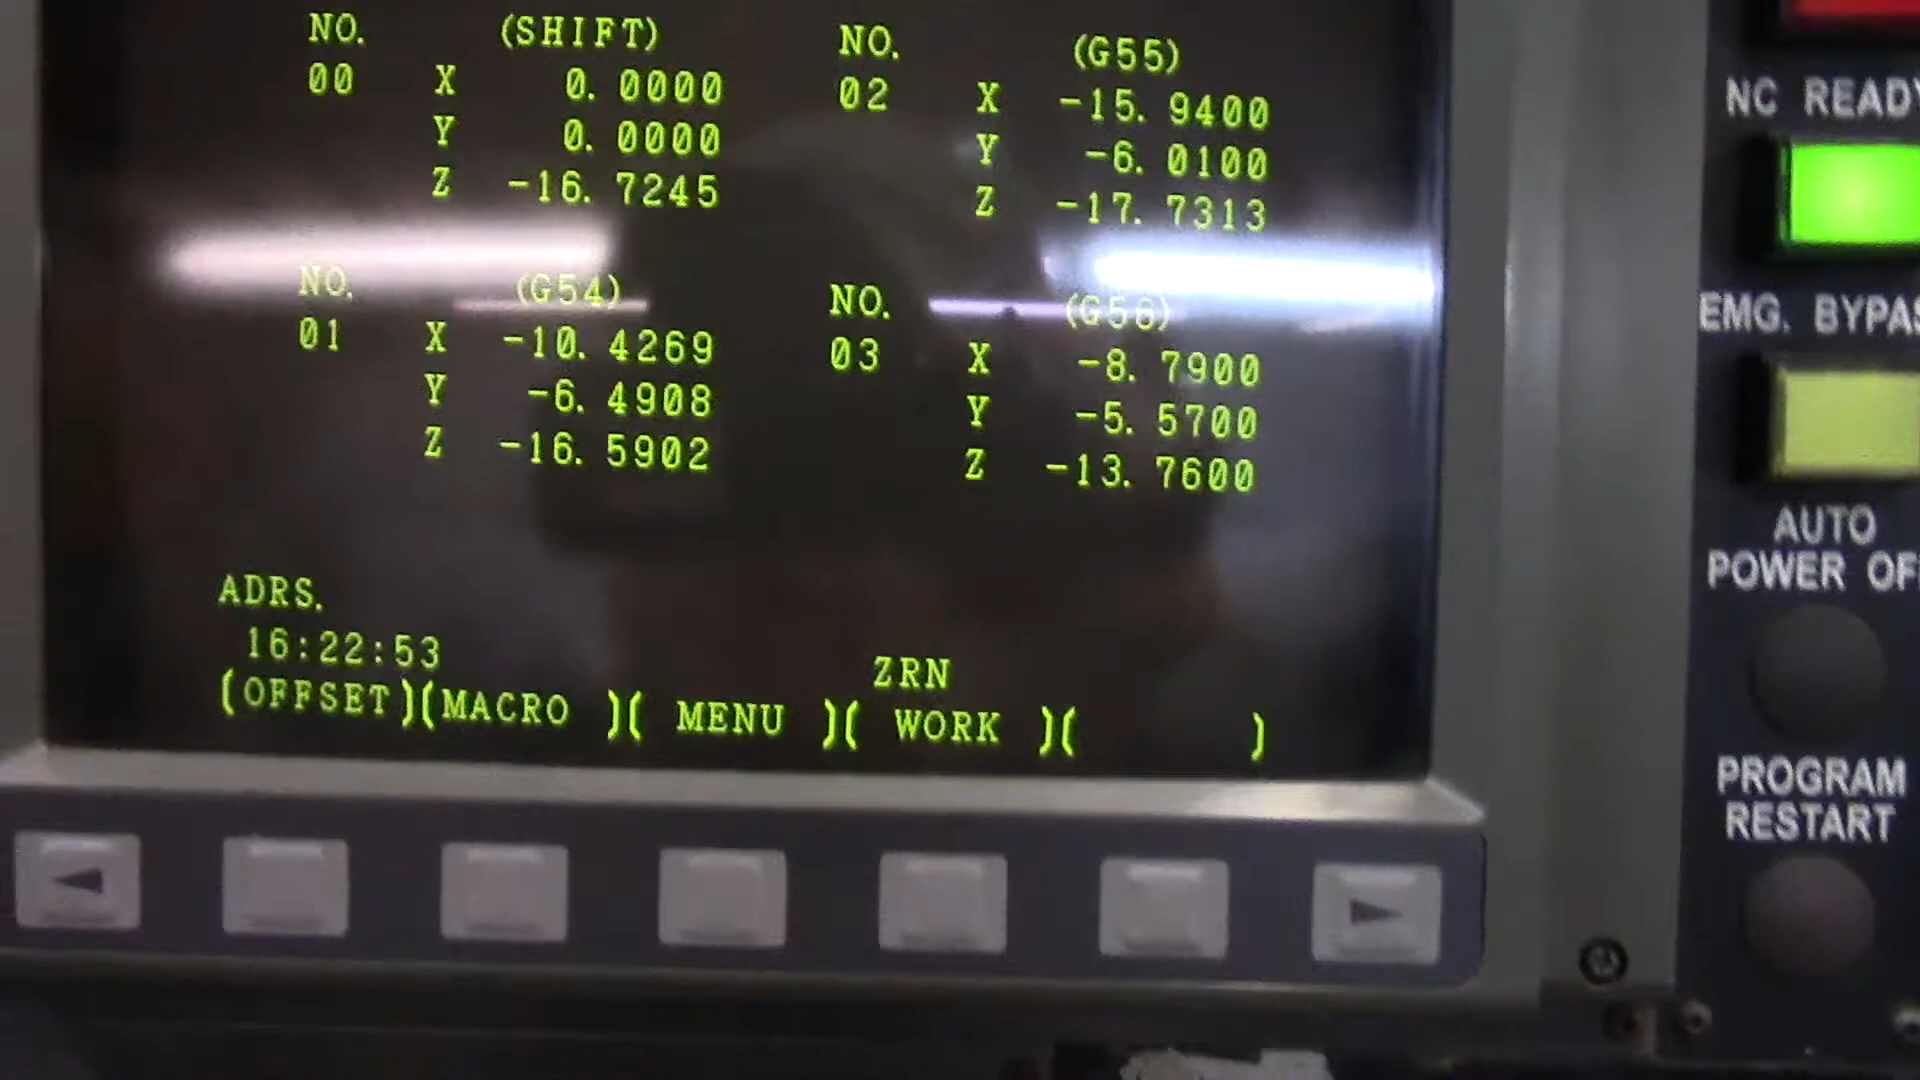 NO. (SHIFT)
00 X 0.0000
Y 0.0000
Z -16.7245
NO. (G55)
02 X -15.9400
Y -6.0100
Z -17.7313
NO. (G54)
01 X -10.4269
Y -6.4908
Z -16.5902
NO. (G56)
03 X -8.7900
Y -5.5700
Z -13.7600
ADRS.
16:22:53
ZRN
(OFFSET)(MACRO )( MENU )( WORK )( )
NC READY
EMG. BYPAS
AUTO
POWER OF
PROGRAM
RESTART